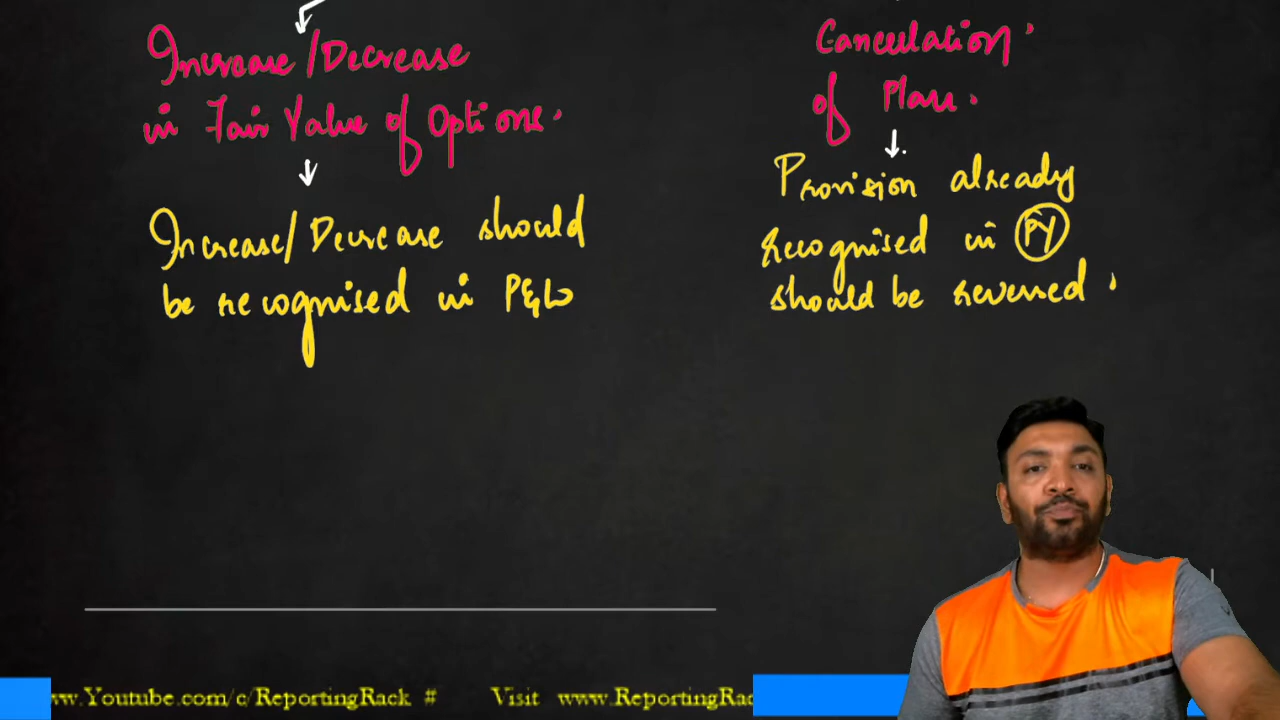 Increase/Decrease
in Fair Value of Options.
Increase/Decrease should
be recognised in P&L
Cancellation
of Plan.
Provision already
recognised in PY
should be reversed.
ww.Youtube.com/c/ReportingRack # Visit www.ReportingRac